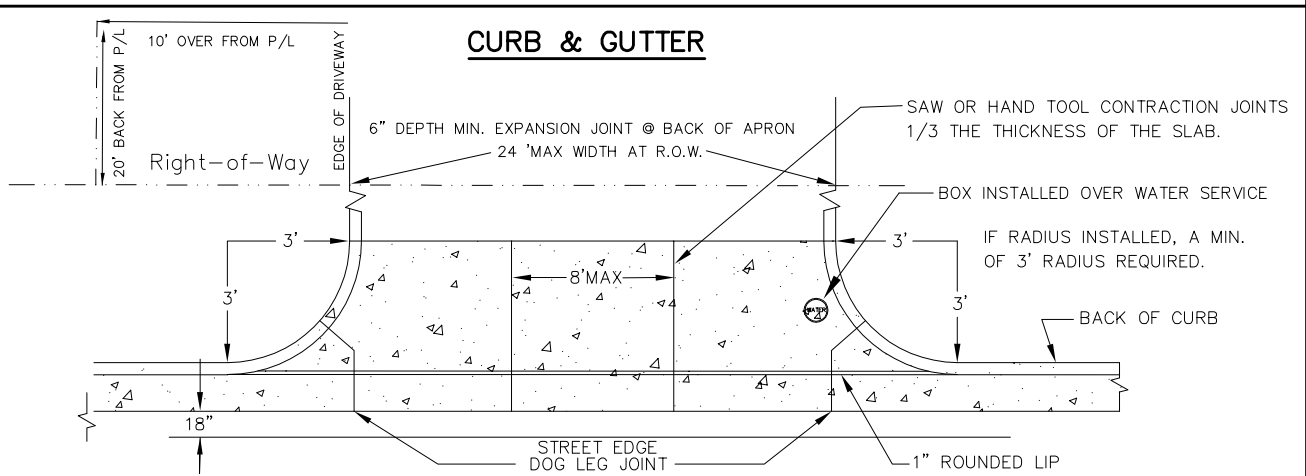 CURB & GUTTER
10' OVER FROM P/L
20' BACK FROM P/L
EDGE OF DRIVEWAY
Right-of-Way
6" DEPTH MIN. EXPANSION JOINT @ BACK OF APRON
24 'MAX WIDTH AT R.O.W.
SAW OR HAND TOOL CONTRACTION JOINTS
1/3 THE THICKNESS OF THE SLAB.
BOX INSTALLED OVER WATER SERVICE
IF RADIUS INSTALLED, A MIN.
OF 3' RADIUS REQUIRED.
3'
3'
8'MAX
3'
3'
WATER
BACK OF CURB
18"
STREET EDGE
DOG LEG JOINT
1" ROUNDED LIP